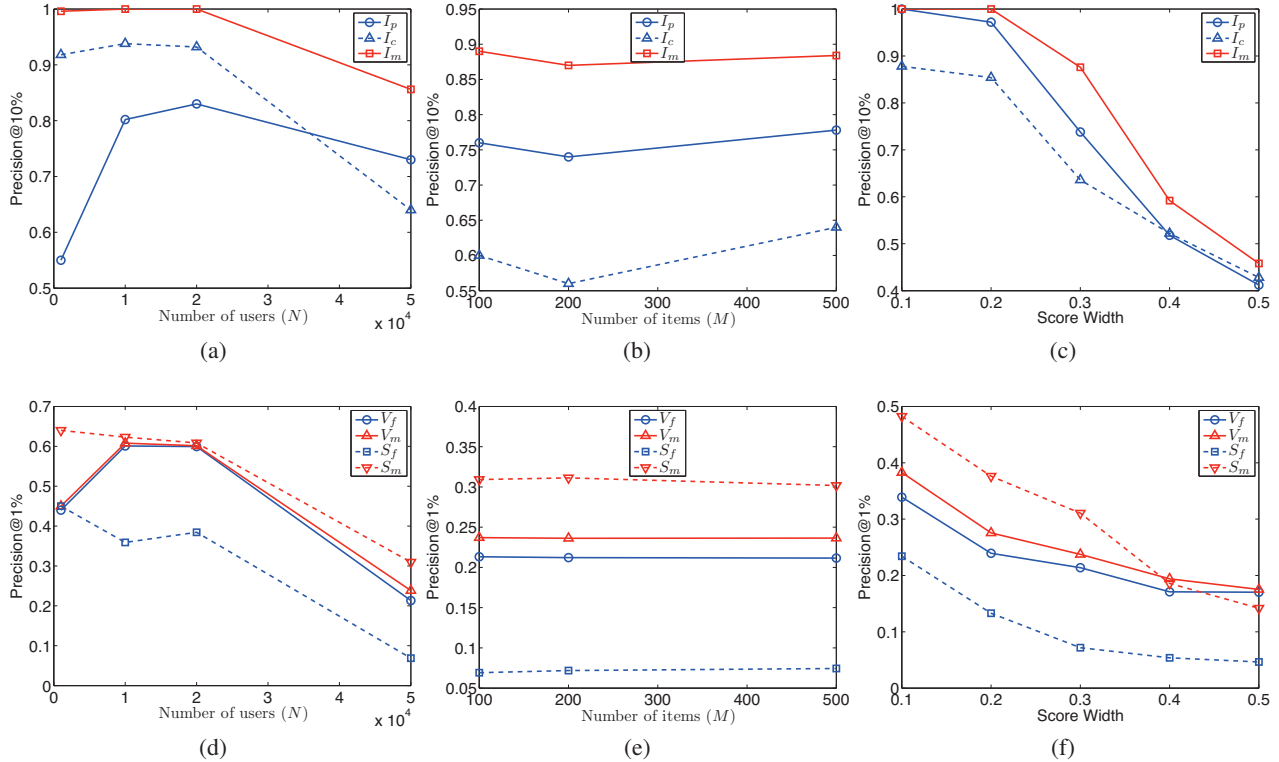 1
0.9
0.8
0.7
0.6
0.5
Precision@10%
0 1 2 3 4 5
Number of users (N)
x 10^4
I_p
I_c
I_m
(a)
0.95
0.9
0.85
0.8
0.75
0.7
0.65
0.6
0.55
Precision@10%
100 200 300 400 500
Number of items (M)
I_p
I_c
I_m
(b)
1
0.9
0.8
0.7
0.6
0.5
0.4
Precision@10%
0.1 0.2 0.3 0.4 0.5
Score Width
I_p
I_c
I_m
(c)
0.7
0.6
0.5
0.4
0.3
0.2
0.1
0
Precision@1%
0 1 2 3 4 5
Number of users (N)
x 10^4
V_f
V_m
S_f
S_m
(d)
0.4
0.35
0.3
0.25
0.2
0.15
0.1
0.05
Precision@1%
100 200 300 400 500
Number of items (M)
V_f
V_m
S_f
S_m
(e)
0.5
0.4
0.3
0.2
0.1
0
Precision@1%
0.1 0.2 0.3 0.4 0.5
Score Width
V_f
V_m
S_f
S_m
(f)